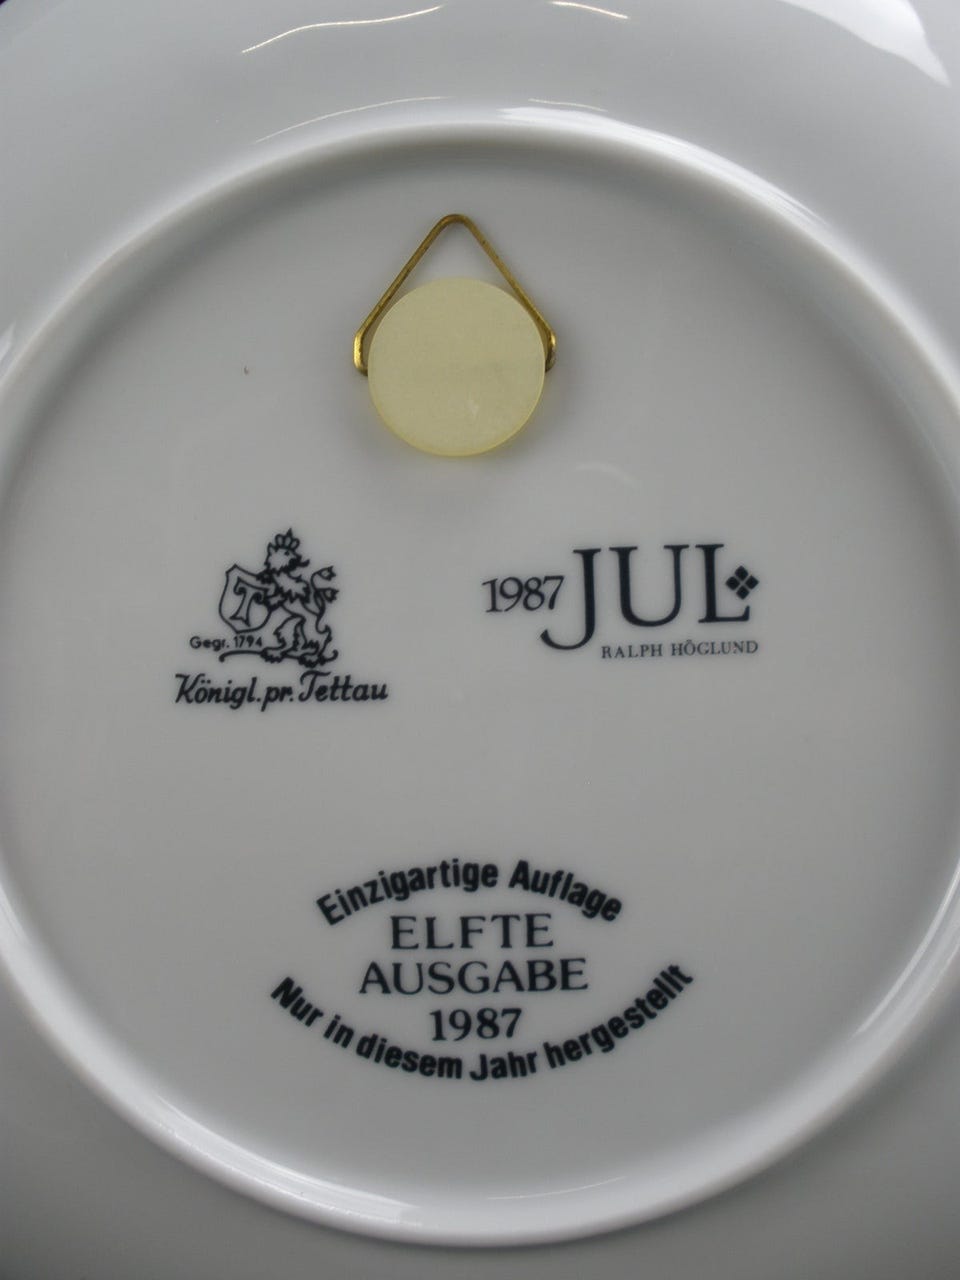 T
Gegr. 1794
Königl.pr.Tettau
1987 JUL
RALPH HÖGLUND
Einzigartige Auflage
ELFTE
AUSGABE
1987
Nur in diesem Jahr hergestellt